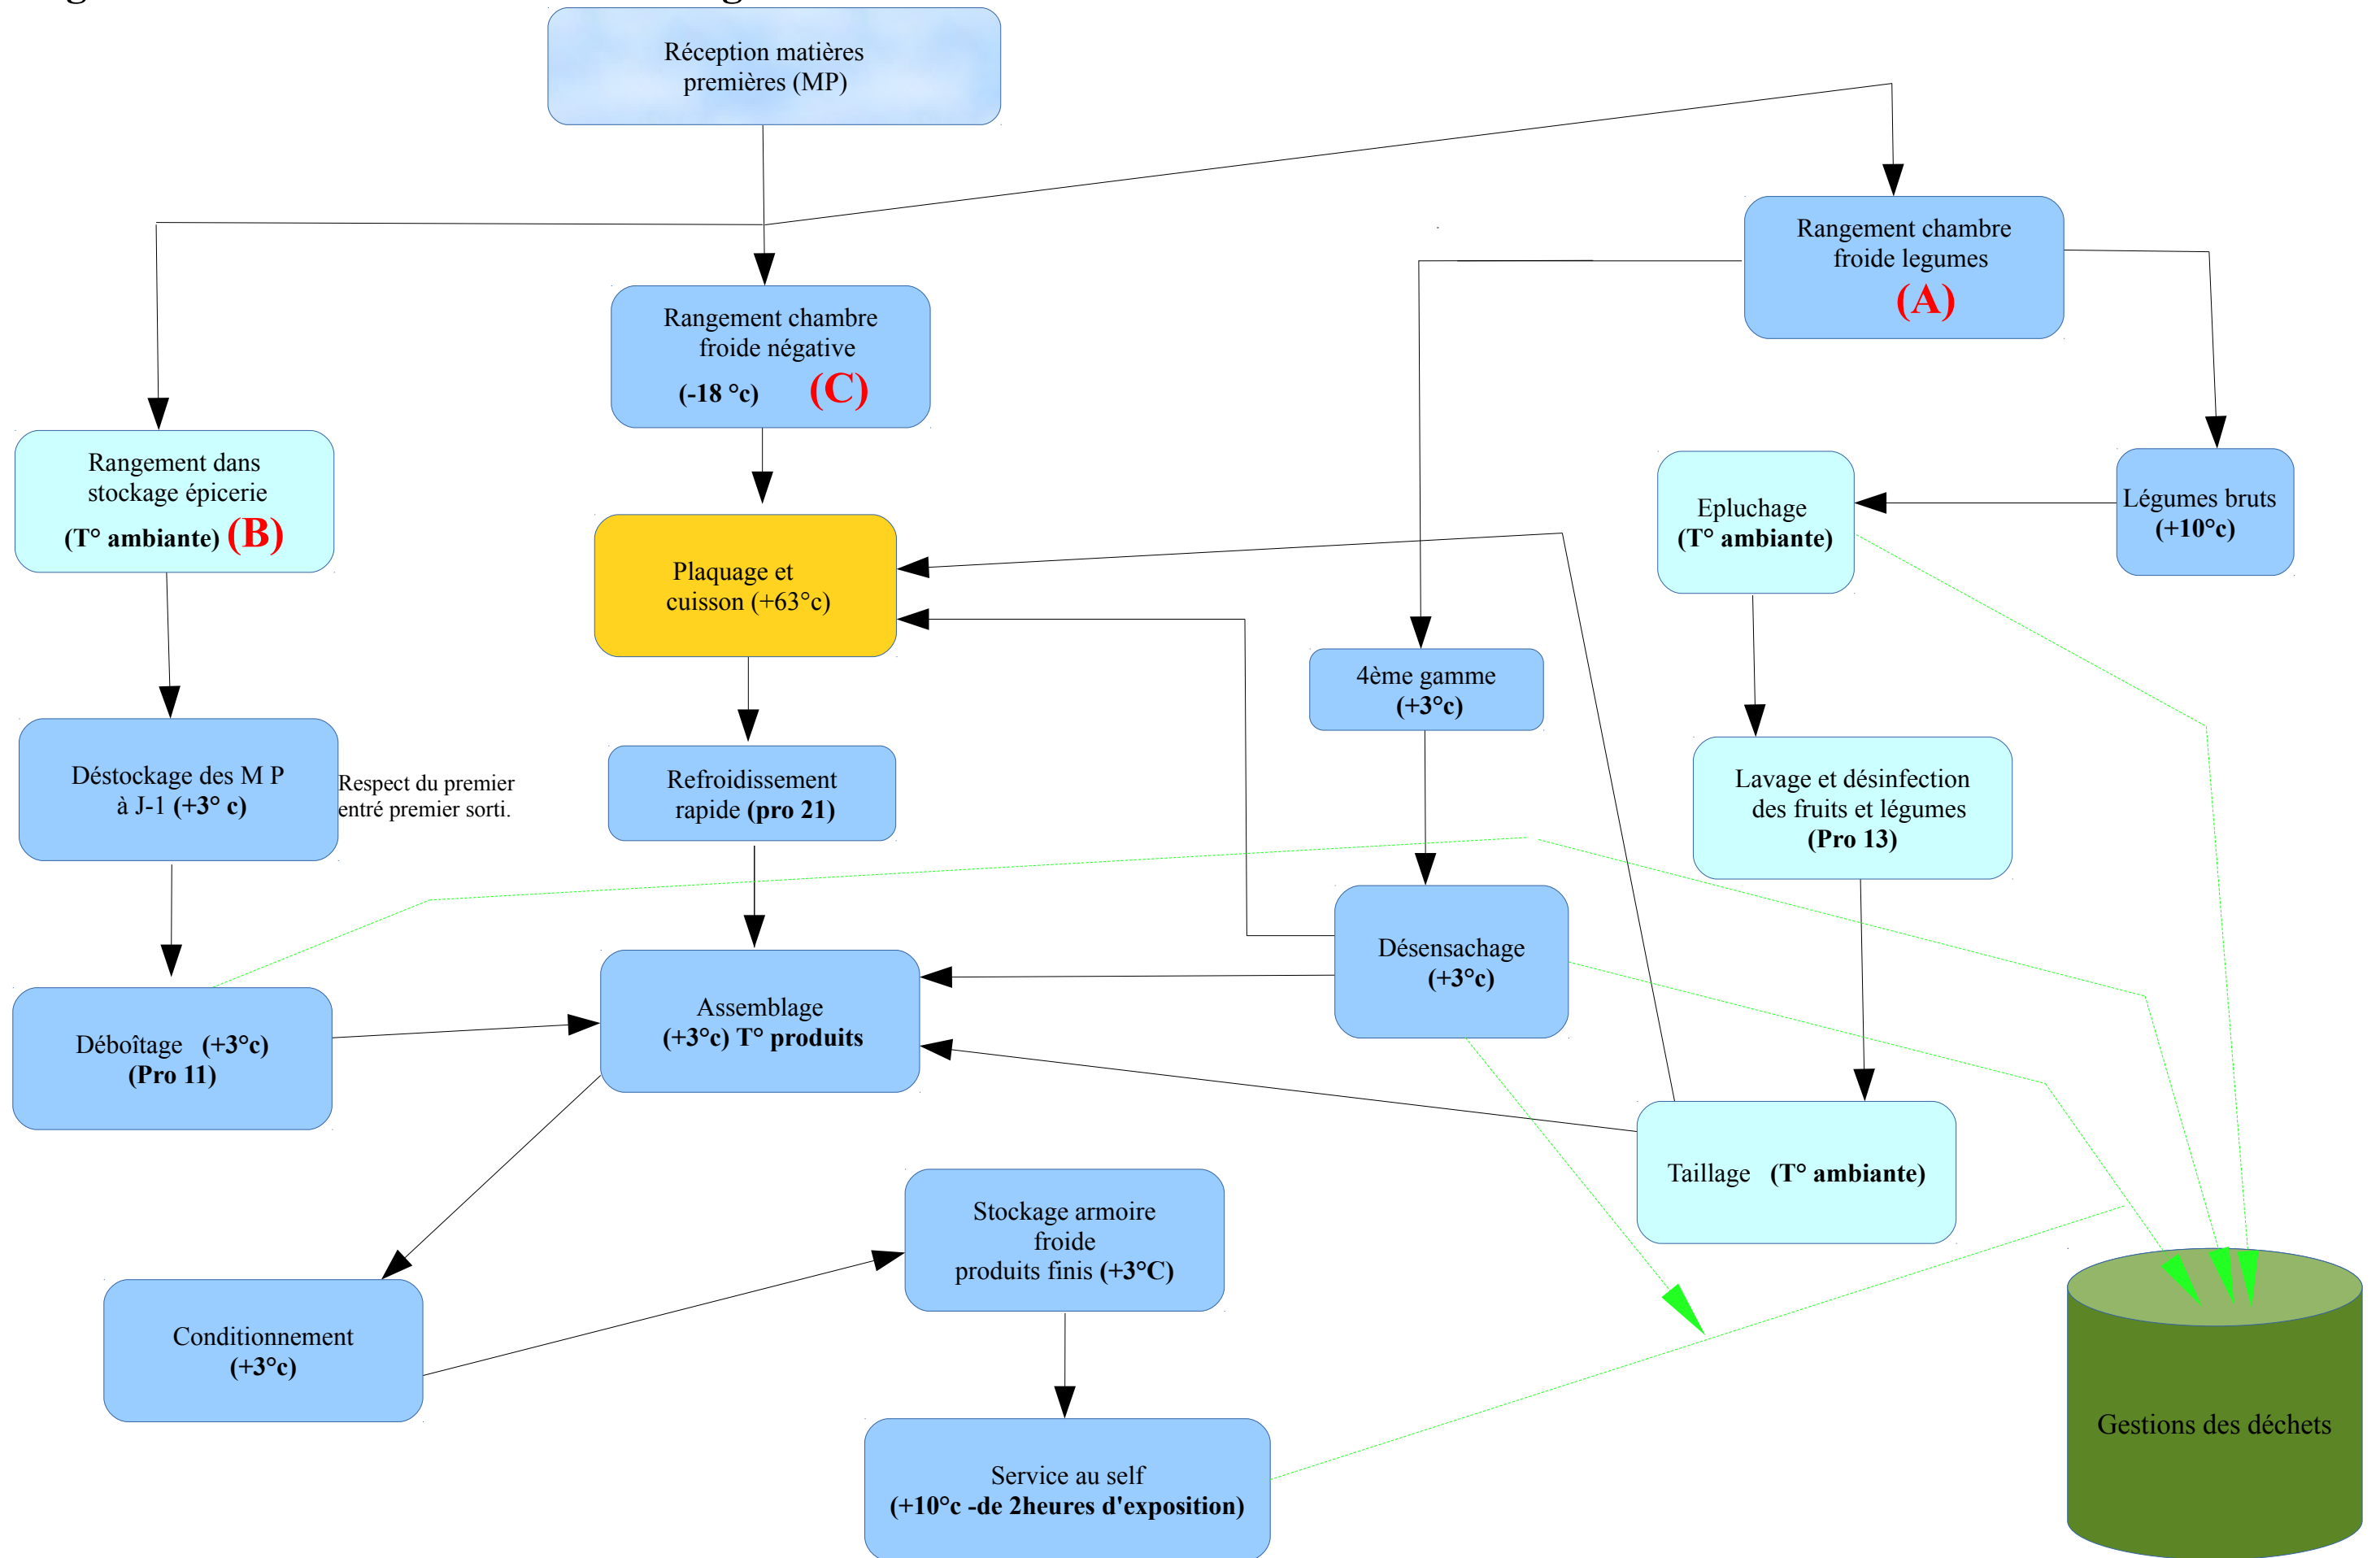 Réception matières
premières (MP)
Rangement chambre
froide legumes
(A)
Rangement chambre
froide négative
(-18 °c) (C)
Rangement dans
stockage épicerie
(T° ambiante) (B)
Epluchage
(T° ambiante)
Légumes bruts
(+10°c)
Plaquage et
cuisson (+63°c)
4ème gamme
(+3°c)
Déstockage des M P
à J-1 (+3° c)
Respect du premier
entré premier sorti.
Refroidissement
rapide (pro 21)
Lavage et désinfection
des fruits et légumes
(Pro 13)
Désensachage
(+3°c)
Assemblage
(+3°c) T° produits
Déboîtage (+3°c)
(Pro 11)
Taillage (T° ambiante)
Stockage armoire
froide
produits finis (+3°C)
Conditionnement
(+3°c)
Gestions des déchets
Service au self
(+10°c -de 2heures d'exposition)